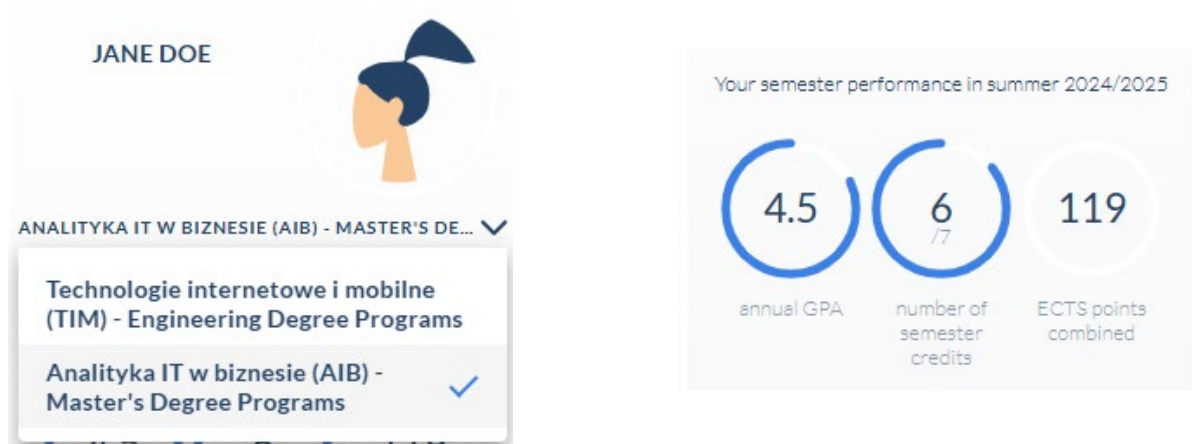 JANE DOE
ANALITYKA IT W BIZNESIE (AIB) - MASTER'S DE...
Technologie internetowe i mobilne
(TIM) - Engineering Degree Programs
Analityka IT w biznesie (AIB) -
Master's Degree Programs
Your semester performance in summer 2024/2025
4.5
annual GPA
6
/7
number of
semester
credits
119
ECTS points
combined